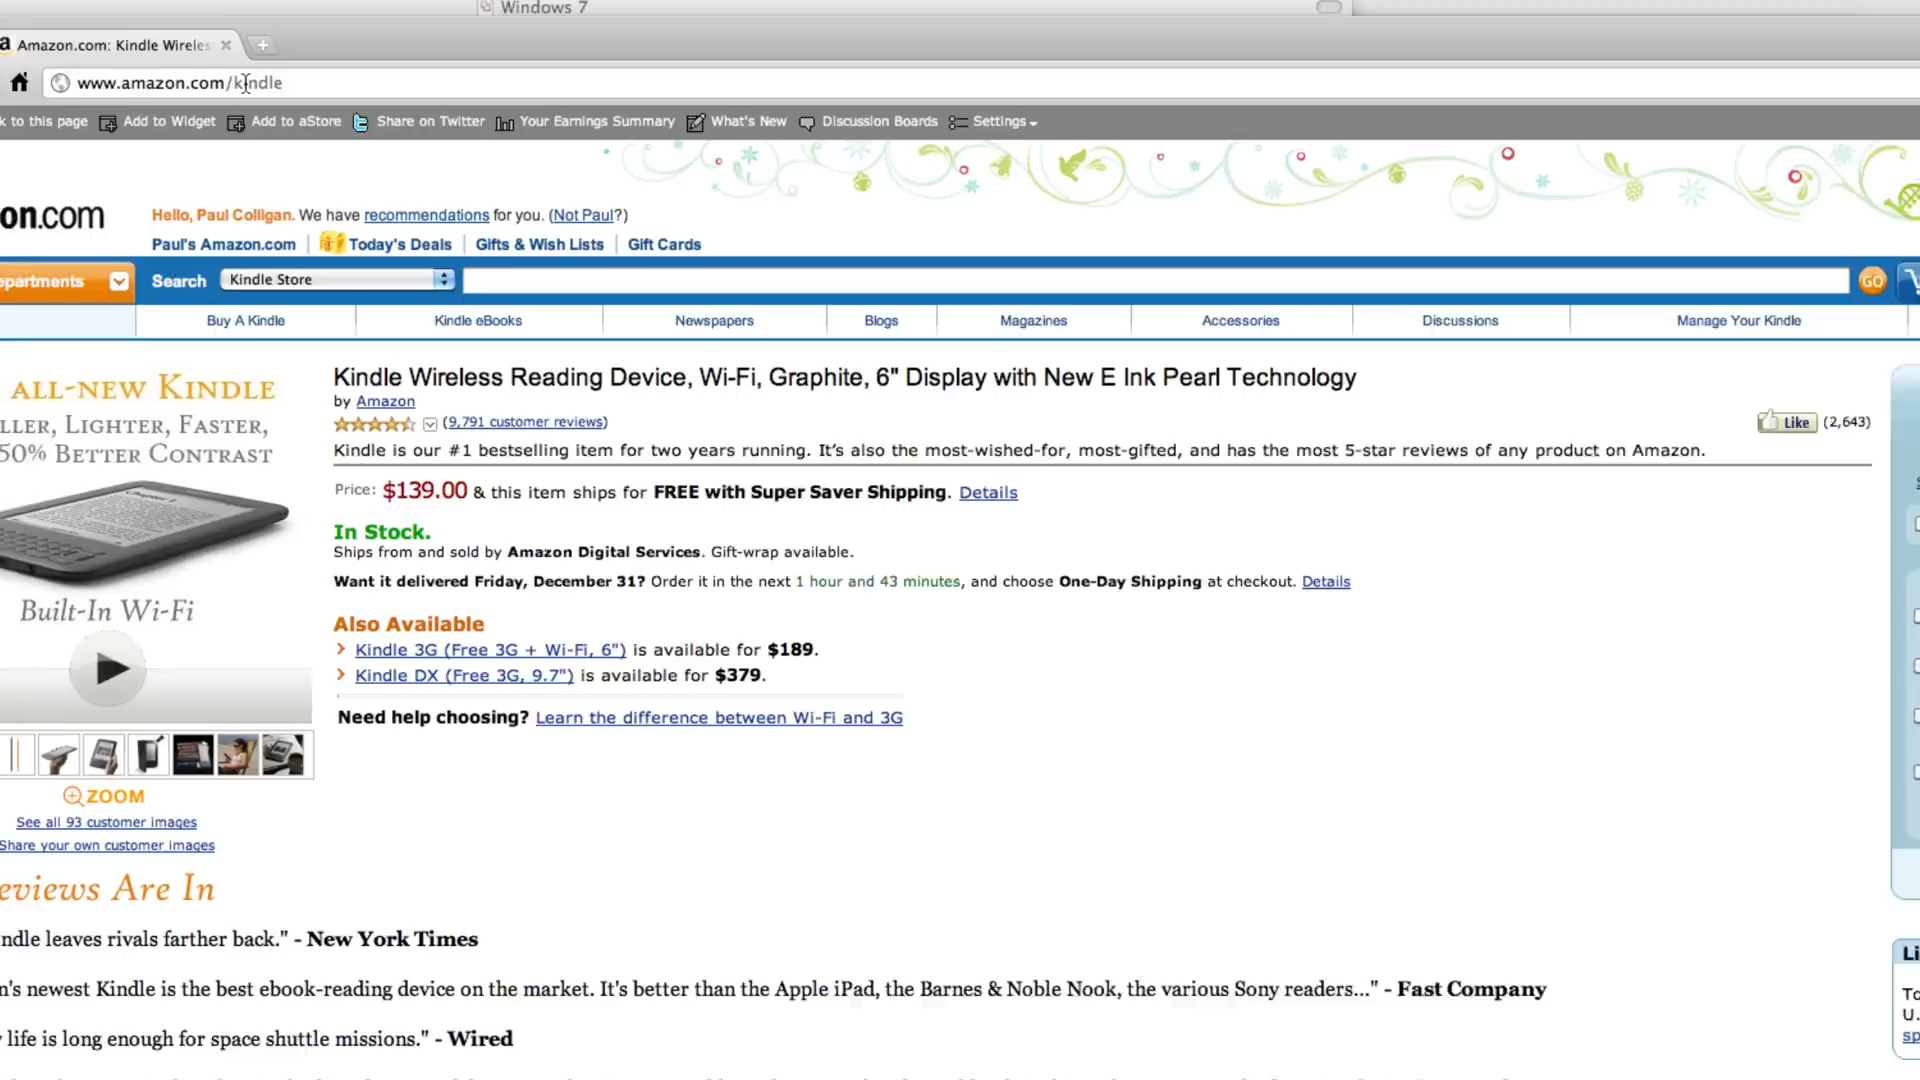 Windows 7
Amazon.com: Kindle Wireles
www.amazon.com/kindle
k to this page Add to Widget Add to aStore Share on Twitter Your Earnings Summary What's New Discussion Boards Settings
on.com
Hello, Paul Colligan. We have recommendations for you. (Not Paul?)
Paul's Amazon.com Today's Deals Gifts & Wish Lists Gift Cards
epartments Search Kindle Store GO
Buy A Kindle Kindle eBooks Newspapers Blogs Magazines Accessories Discussions Manage Your Kindle
ALL-NEW KINDLE
LLER, LIGHTER, FASTER,
50% BETTER CONTRAST
Built-In Wi-Fi
Kindle Wireless Reading Device, Wi-Fi, Graphite, 6" Display with New E Ink Pearl Technology
by Amazon
(9,791 customer reviews)
Like (2,643)
Kindle is our #1 bestselling item for two years running. It's also the most-wished-for, most-gifted, and has the most 5-star reviews of any product on Amazon.
Price: $139.00 & this item ships for FREE with Super Saver Shipping. Details
In Stock.
Ships from and sold by Amazon Digital Services. Gift-wrap available.
Want it delivered Friday, December 31? Order it in the next 1 hour and 43 minutes, and choose One-Day Shipping at checkout. Details
Also Available
Kindle 3G (Free 3G + Wi-Fi, 6") is available for $189.
Kindle DX (Free 3G, 9.7") is available for $379.
Need help choosing? Learn the difference between Wi-Fi and 3G
ZOOM
See all 93 customer images
Share your own customer images
eviews Are In
ndle leaves rivals farther back." - New York Times
n's newest Kindle is the best ebook-reading device on the market. It's better than the Apple iPad, the Barnes & Noble Nook, the various Sony readers..." - Fast Company
life is long enough for space shuttle missions." - Wired
Li
To
U.
sp